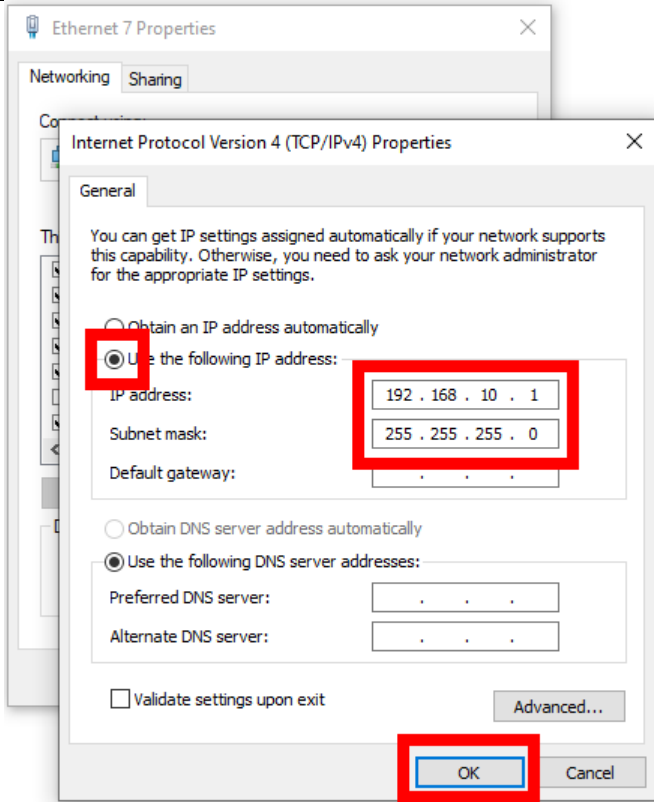 Ethernet 7 Properties
Networking
Sharing
Internet Protocol Version 4 (TCP/IPv4) Properties
General
You can get IP settings assigned automatically if your network supports
this capability. Otherwise, you need to ask your network administrator
for the appropriate IP settings.
Obtain an IP address automatically
Use the following IP address:
IP address: 192 . 168 . 10 . 1
Subnet mask: 255 . 255 . 255 . 0
Default gateway: . . .
Obtain DNS server address automatically
Use the following DNS server addresses:
Preferred DNS server: . . .
Alternate DNS server: . . .
Validate settings upon exit
Advanced...
OK
Cancel